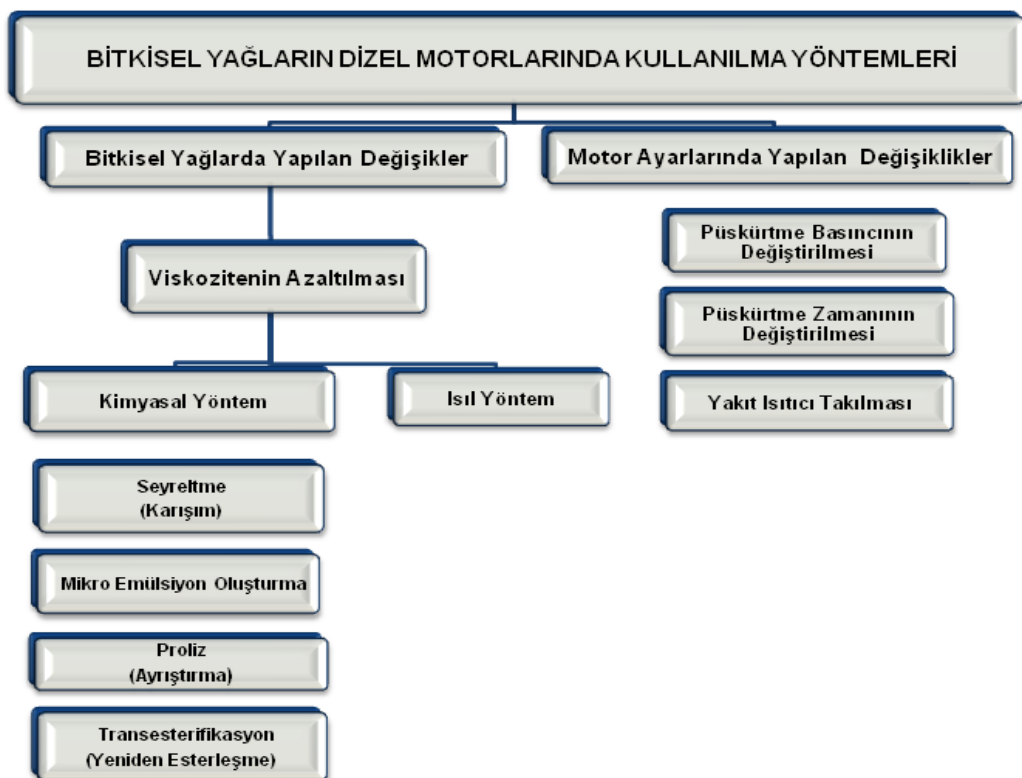 BİTKİSEL YAĞLARIN DİZEL MOTORLARINDA KULLANILMA YÖNTEMLERİ
Bitkisel Yağlarda Yapılan Değişikler
Motor Ayarlarında Yapılan Değişiklikler
Viskozitenin Azaltılması
Püskürtme Basıncının
Değiştirilmesi
Püskürtme Zamanının
Değiştirilmesi
Yakıt Isıtıcı Takılması
Kimyasal Yöntem
Isıl Yöntem
Seyreltme
(Karışım)
Mikro Emülsiyon Oluşturma
Proliz
(Ayrıştırma)
Transesterifikasyon
(Yeniden Esterleşme)